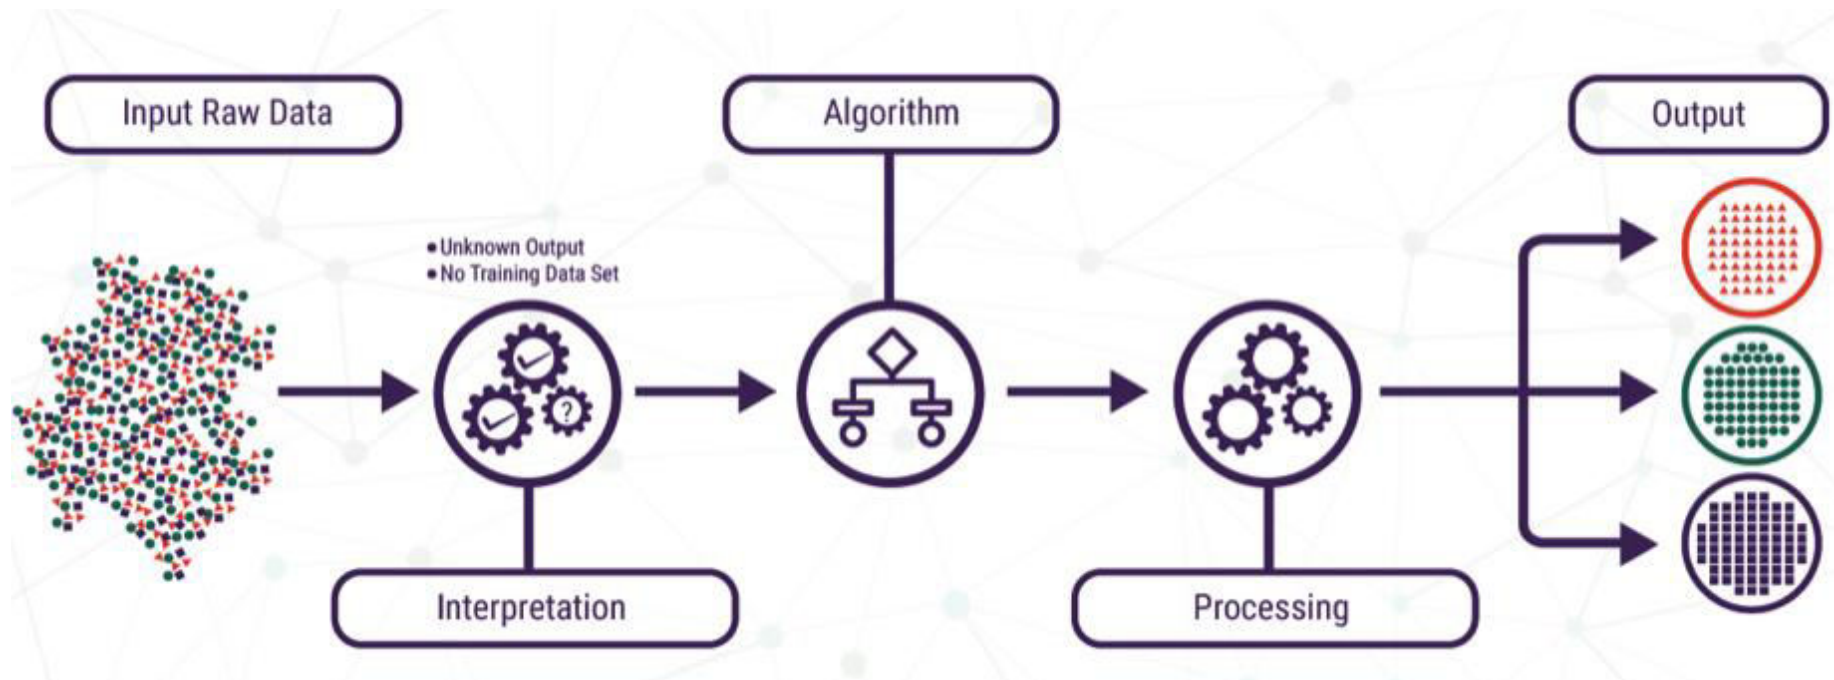 Input Raw Data
Algorithm
Output
●Unknown Output
●No Training Data Set
?
Interpretation
Processing